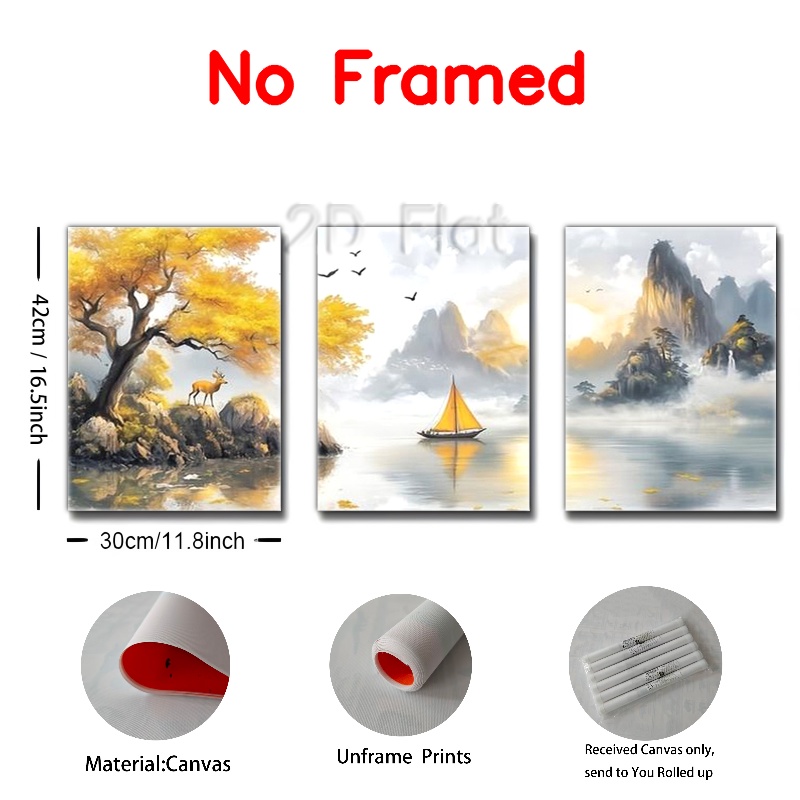 No Framed
2D Flat
42cm / 16.5inch
30cm/11.8inch
Material:Canvas
Unframe Prints
Received Canvas only,
send to You Rolled up